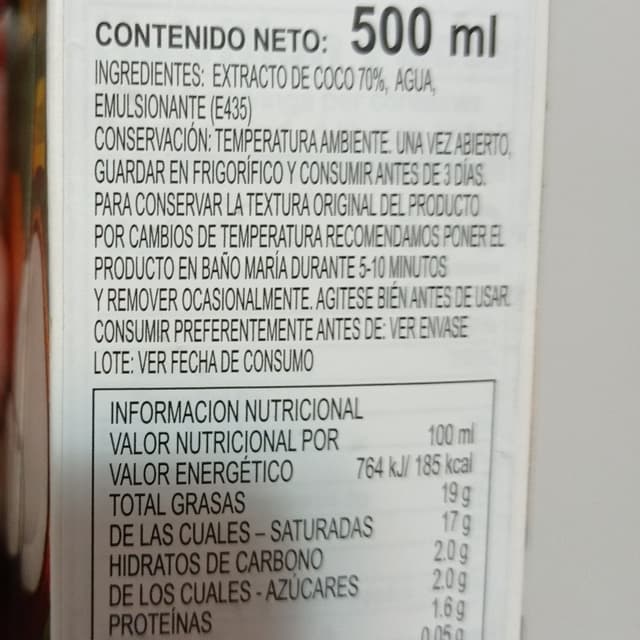 CONTENIDO NETO: 500 ml
INGREDIENTES: EXTRACTO DE COCO 70%, AGUA,
EMULSIONANTE (E435)
CONSERVACIÓN: TEMPERATURA AMBIENTE. UNA VEZ ABIERTO,
GUARDAR EN FRIGORÍFICO Y CONSUMIR ANTES DE 3 DÍAS.
PARA CONSERVAR LA TEXTURA ORIGINAL DEL PRODUCTO
POR CAMBIOS DE TEMPERATURA RECOMENDAMOS PONER EL
PRODUCTO EN BAÑO MARÍA DURANTE 5-10 MINUTOS
Y REMOVER OCASIONALMENTE. AGITESE BIÉN ANTES DE USAR.
CONSUMIR PREFERENTEMENTE ANTES DE: VER ENVASE
LOTE: VER FECHA DE CONSUMO
INFORMACION NUTRICIONAL
VALOR NUTRICIONAL POR 100 ml
VALOR ENERGÉTICO 764 kJ/ 185 kcal
TOTAL GRASAS 19 g
DE LAS CUALES – SATURADAS 17 g
HIDRATOS DE CARBONO 2.0 g
DE LOS CUALES - AZÚCARES 2.0 g
PROTEÍNAS 1.6 g
0.05 g